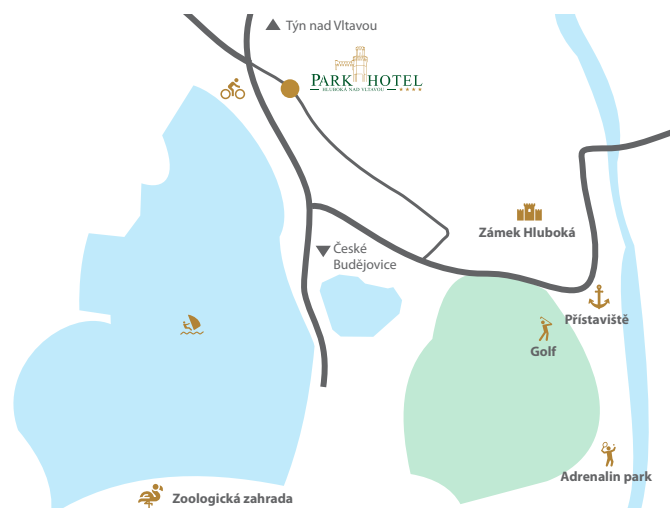 Týn nad Vltavou
PARK HOTEL
HLUBOKÁ NAD VLTAVOU
Zámek Hluboká
České
Budějovice
Přístaviště
Golf
Adrenalin park
Zoologická zahrada